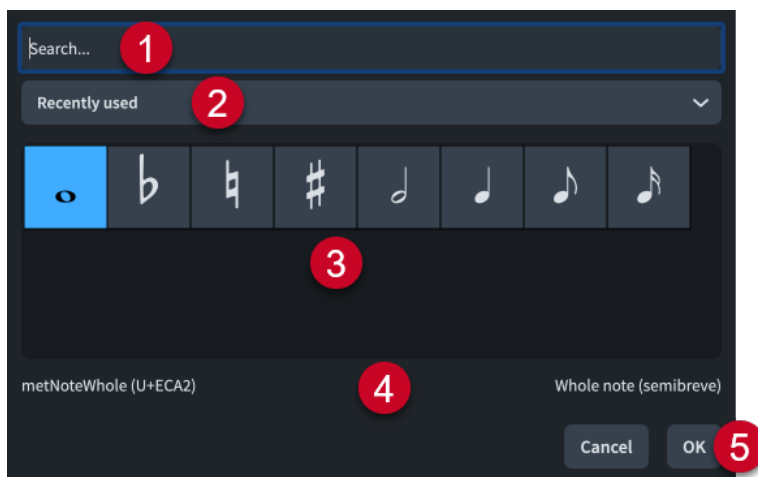 Search... 1
Recently used 2
3
metNoteWhole (U+ECA2) 4 Whole note (semibreve)
Cancel OK 5